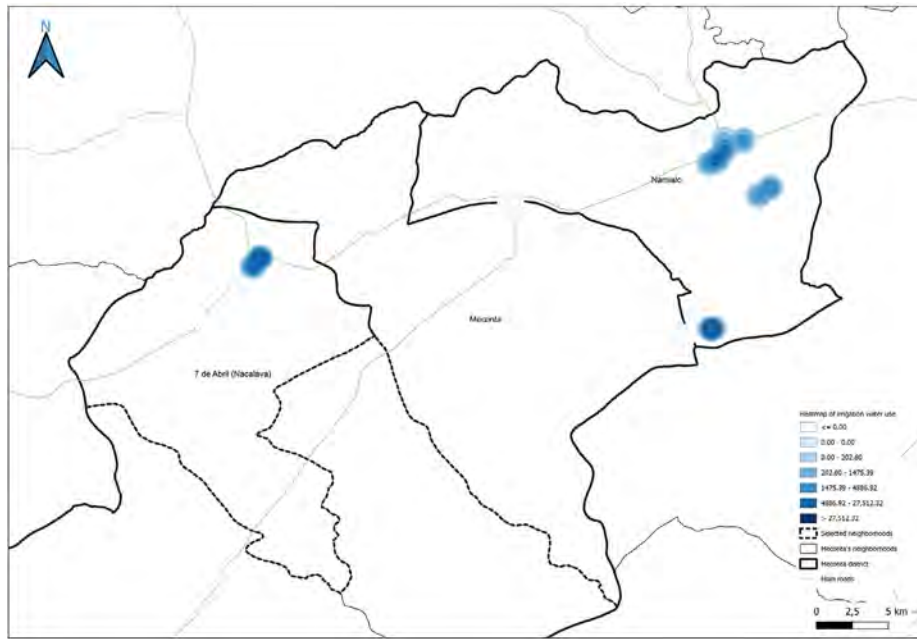 N
Namialo
Meconta
7 de Abril (Nacalava)
Heatmap of irrigation water use
<= 0.00
0.00 - 0.00
0.00 - 202.60
202.60 - 1475.39
1475.39 - 4886.92
4886.92 - 27,512.32
> 27,512.32
Selected neighborhoods
Meconta's neighborhoods
Meconta district
Main roads
0 2,5 5 km